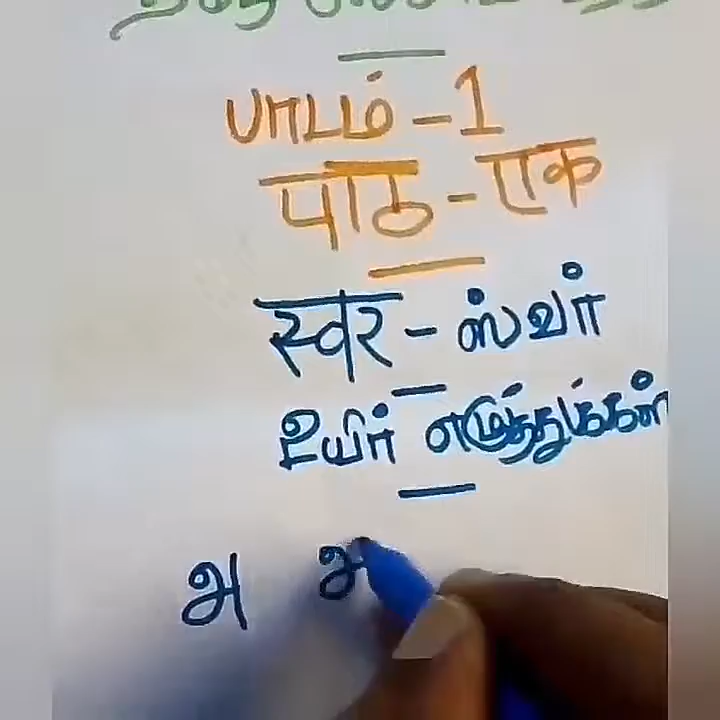 பாடம் - 1
पाठ - एक
स्वर - ஸ்வர்
உயிர் எழுத்துக்கள்
அ